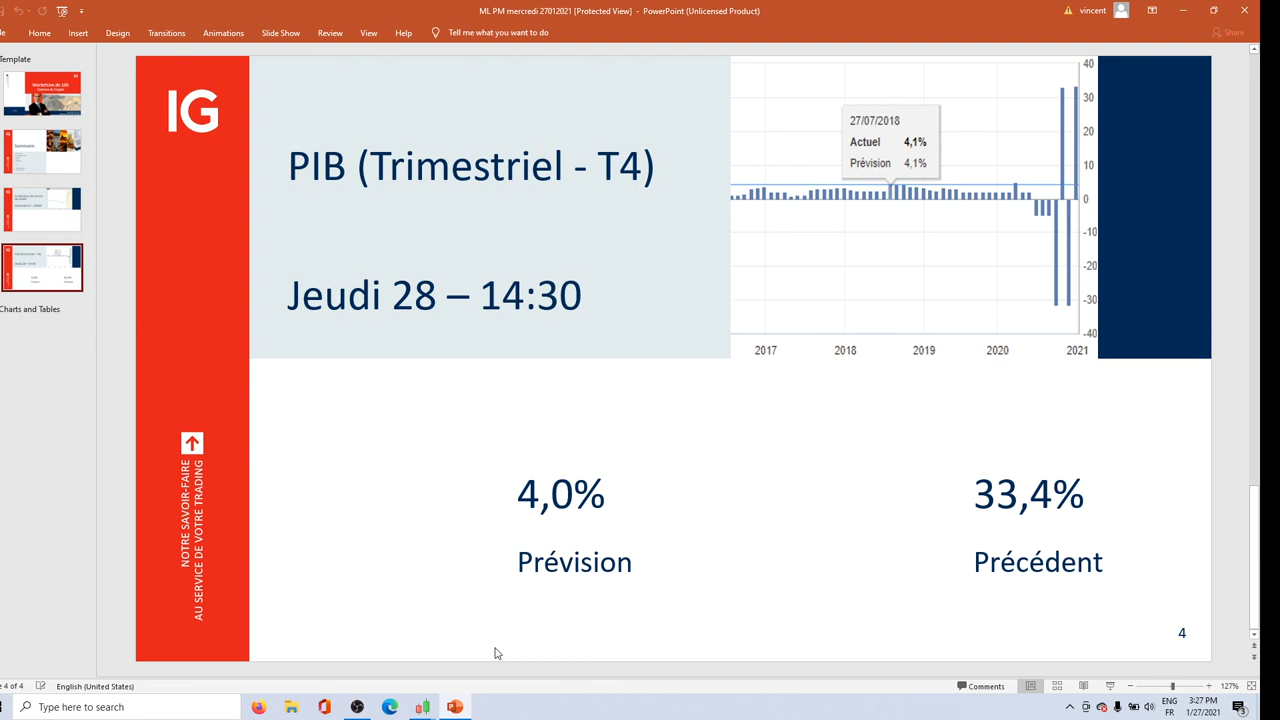 ML PM mercredi 27012021 [Protected View] - PowerPoint (Unlicensed Product)
vincent
Home Insert Design Transitions Animations Slide Show Review View Help Tell me what you want to do
Share
Template
Sommaire
Charts and Tables
IG
PIB (Trimestriel - T4)
Jeudi 28 – 14:30
27/07/2018
Actuel 4,1%
Prévision 4,1%
40
30
20
10
0
-10
-20
-30
-40
2017 2018 2019 2020 2021
NOTRE SAVOIR-FAIRE
AU SERVICE DE VOTRE TRADING
4,0%
Prévision
33,4%
Précédent
4
4 of 4 English (United States) Comments 127%
Type here to search
ENG
FR
3:27 PM
1/27/2021
3